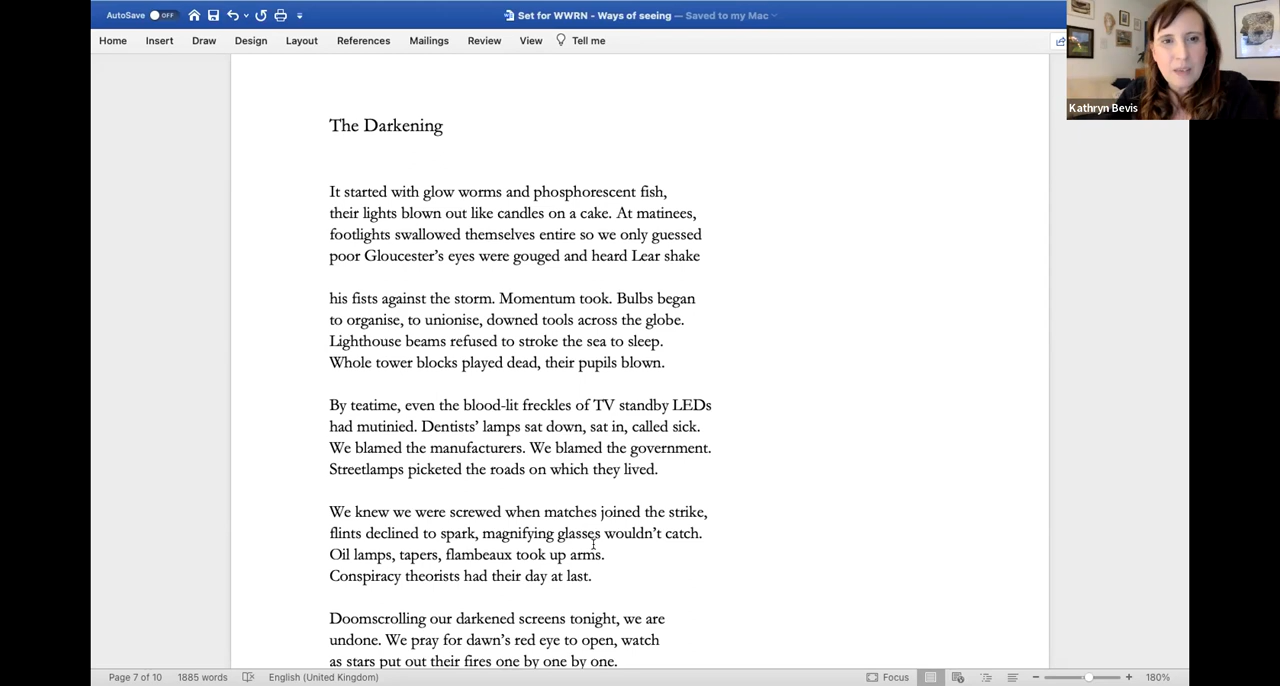 AutoSave OFF
Set for WWRN - Ways of seeing — Saved to my Mac
Home Insert Draw Design Layout References Mailings Review View Tell me
Kathryn Bevis
The Darkening
It started with glow worms and phosphorescent fish,
their lights blown out like candles on a cake. At matinees,
footlights swallowed themselves entire so we only guessed
poor Gloucester’s eyes were gouged and heard Lear shake
his fists against the storm. Momentum took. Bulbs began
to organise, to unionise, downed tools across the globe.
Lighthouse beams refused to stroke the sea to sleep.
Whole tower blocks played dead, their pupils blown.
By teatime, even the blood-lit freckles of TV standby LEDs
had mutinied. Dentists’ lamps sat down, sat in, called sick.
We blamed the manufacturers. We blamed the government.
Streetlamps picketed the roads on which they lived.
We knew we were screwed when matches joined the strike,
flints declined to spark, magnifying glasses wouldn’t catch.
Oil lamps, tapers, flambeaux took up arms.
Conspiracy theorists had their day at last.
Doomscrolling our darkened screens tonight, we are
undone. We pray for dawn’s red eye to open, watch
as stars put out their fires one by one by one.
Page 7 of 10 1885 words English (United Kingdom) Focus 180%